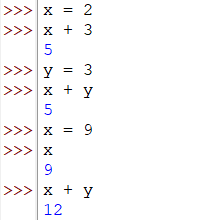 >>> x = 2
>>> x + 3
5
>>> y = 3
>>> x + y
5
>>> x = 9
>>> x
9
>>> x + y
12